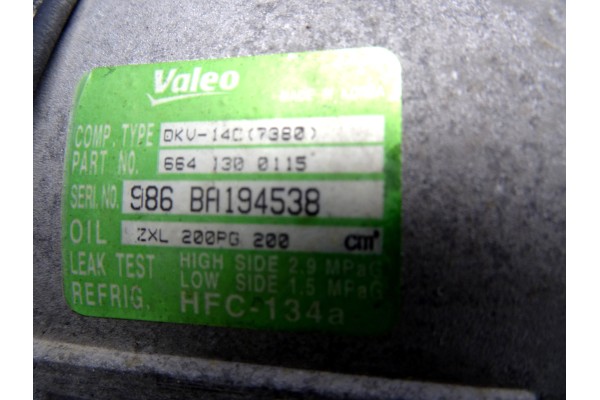 Valeo
COMP. TYPE DKV-14C(7380)
PART NO. 664 130 0115
SERI.NO. 986 BA194538
OIL ZXL 200PG 200 cm³
LEAK TEST HIGH SIDE 2.9 MPaG
LOW SIDE 1.5 MPaG
REFRIG. HFC-134a